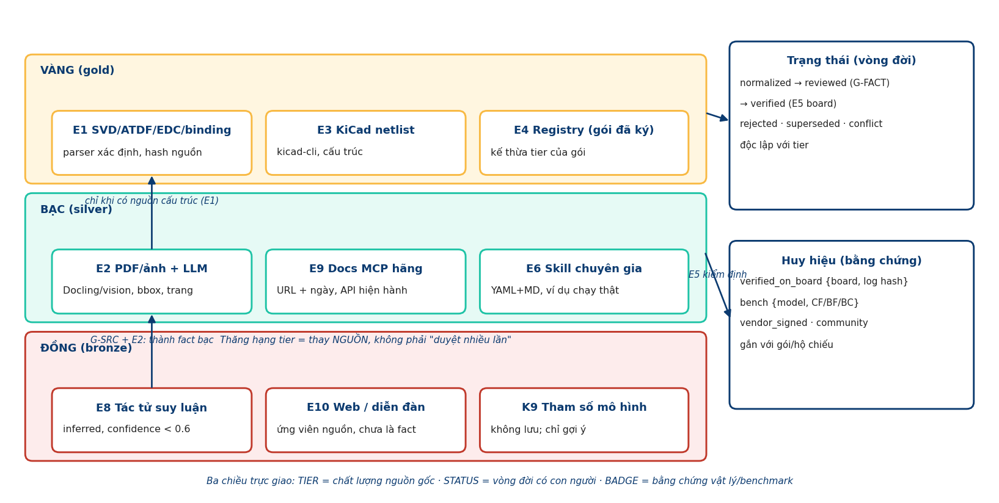 VÀNG (gold)
E1 SVD/ATDF/EDC/binding
parser xác định, hash nguồn
E3 KiCad netlist
kicad-cli, cấu trúc
E4 Registry (gói đã ký)
kế thừa tier của gói
chỉ khi có nguồn cấu trúc (E1)
BẠC (silver)
E2 PDF/ảnh + LLM
Docling/vision, bbox, trang
E9 Docs MCP hãng
URL + ngày, API hiện hành
E6 Skill chuyên gia
YAML+MD, ví dụ chạy thật
G-SRC + E2: thành fact bạc
Thăng hạng tier = thay NGUỒN, không phải "duyệt nhiều lần"
ĐỒNG (bronze)
E8 Tác tử suy luận
inferred, confidence < 0.6
E10 Web / diễn đàn
ứng viên nguồn, chưa là fact
K9 Tham số mô hình
không lưu; chỉ gợi ý
Trạng thái (vòng đời)
normalized → reviewed (G-FACT)
→ verified (E5 board)
rejected · superseded · conflict
độc lập với tier
E5 kiểm định
Huy hiệu (bằng chứng)
verified_on_board {board, log hash}
bench {model, CF/BF/BC}
vendor_signed · community
gắn với gói/hộ chiếu
Ba chiều trực giao: TIER = chất lượng nguồn gốc · STATUS = vòng đời có con người · BADGE = bằng chứng vật lý/benchmark